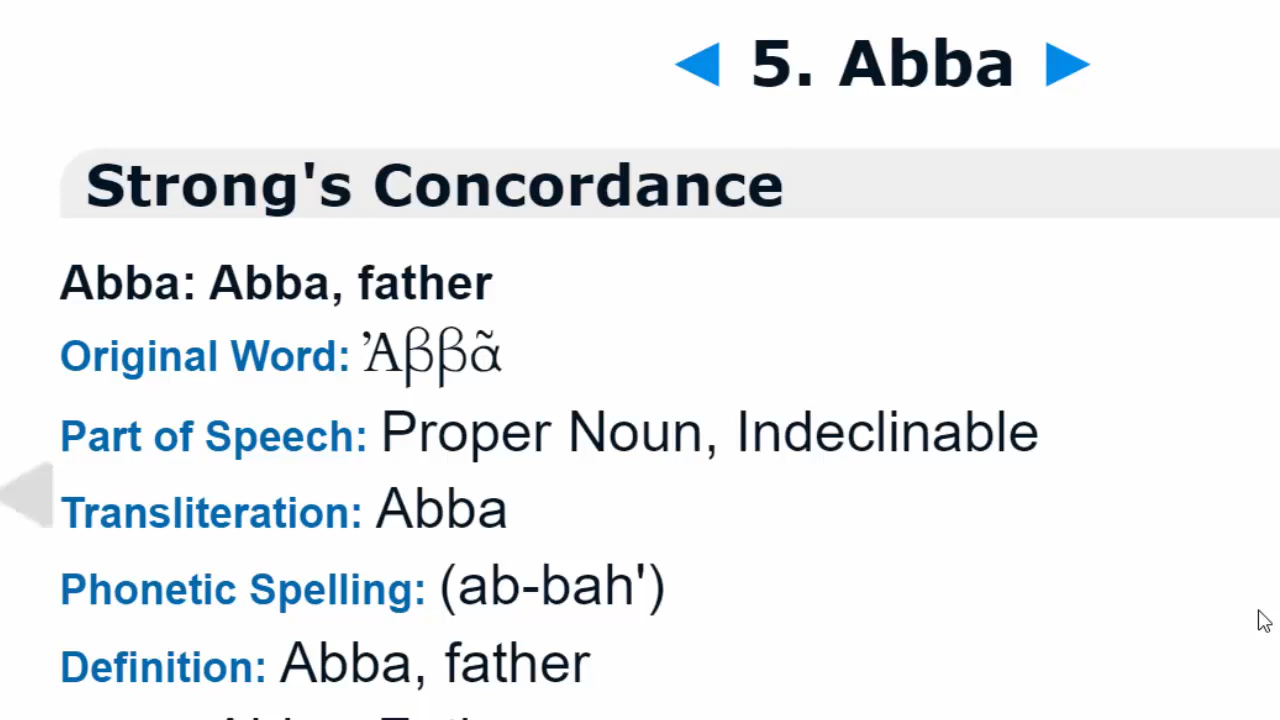 5. Abba
Strong's Concordance
Abba: Abba, father
Original Word: Ἀββᾶ
Part of Speech: Proper Noun, Indeclinable
Transliteration: Abba
Phonetic Spelling: (ab-bah')
Definition: Abba, father